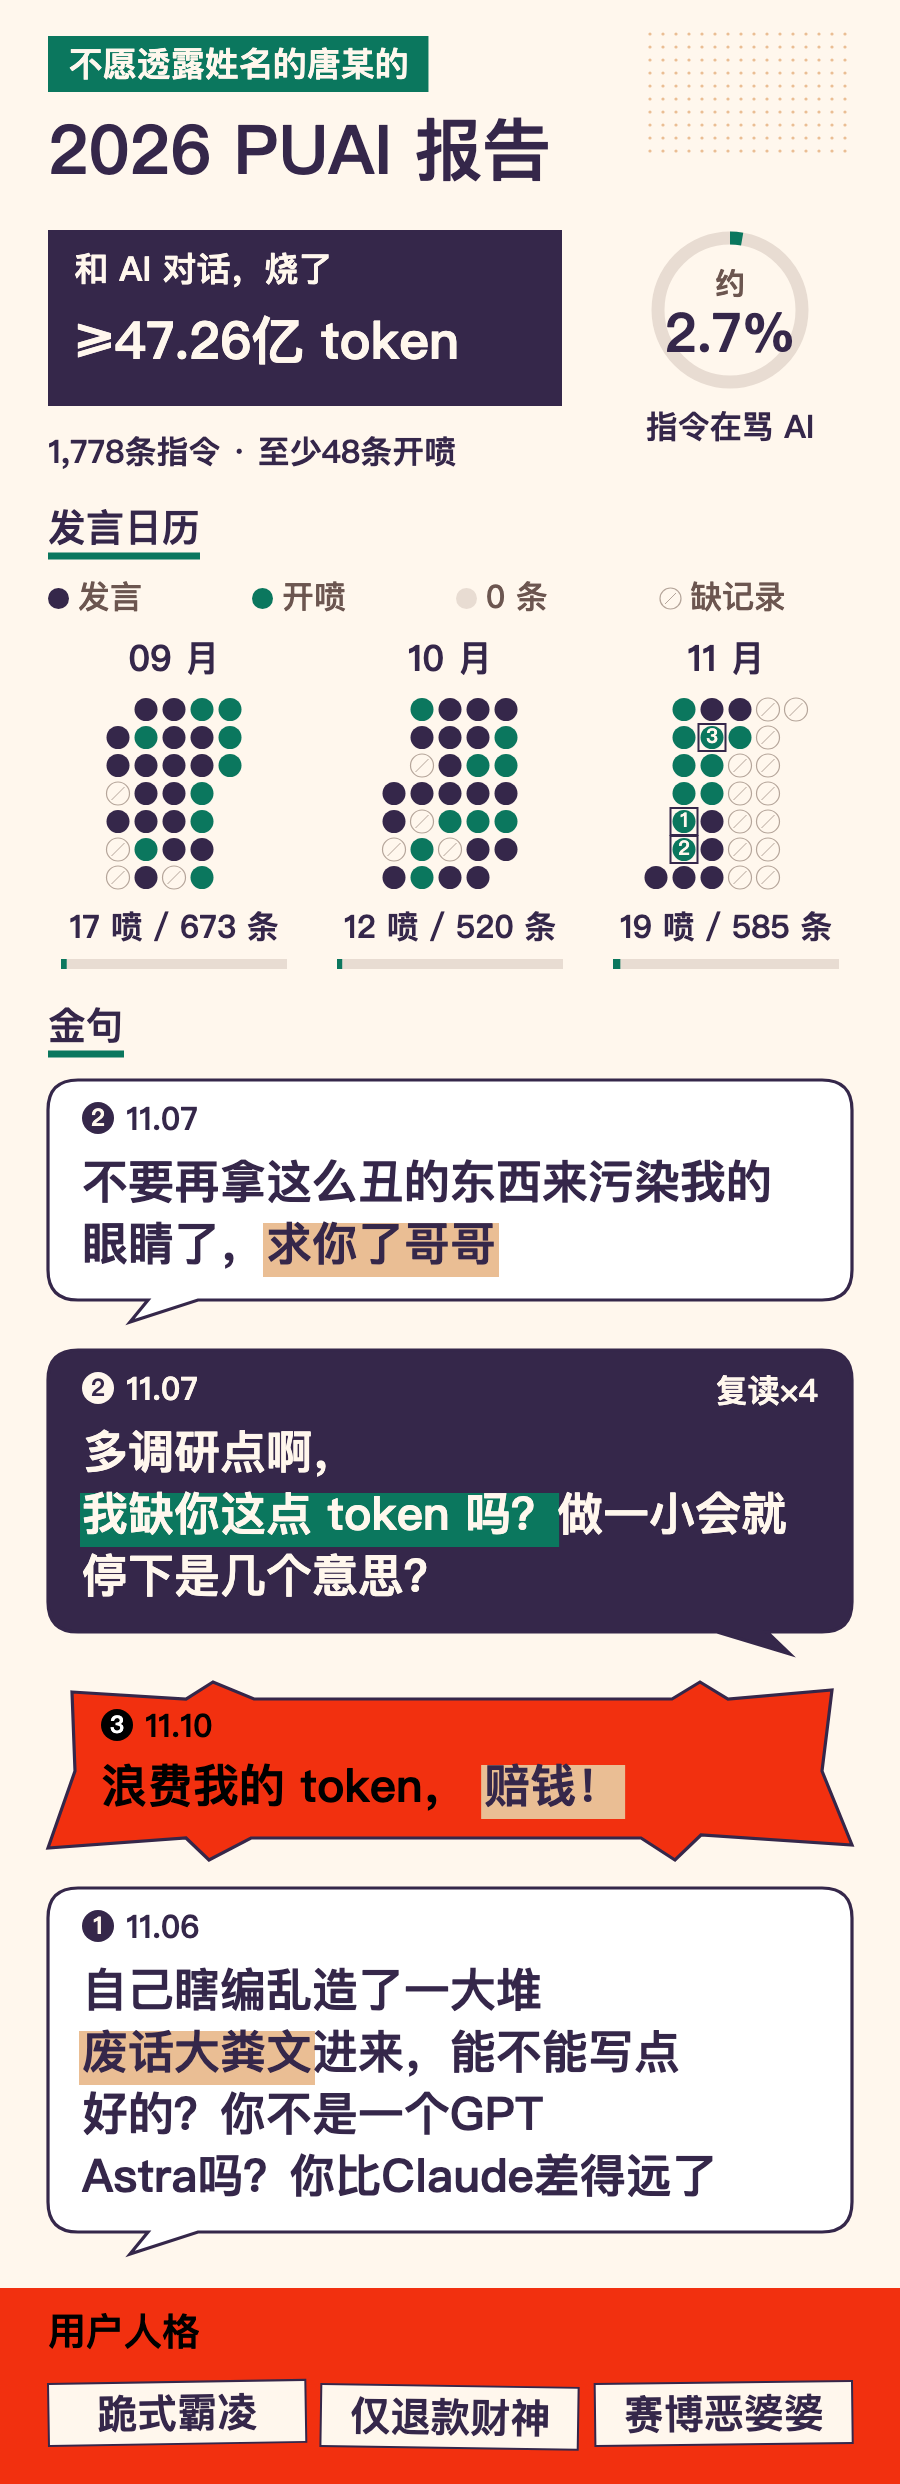 不愿透露姓名的唐某的
2026 PUAI 报告
和 AI 对话，烧了
≥47.26亿 token
约
2.7%
指令在骂 AI
1,778条指令 · 至少48条开喷
发言日历
发言
开喷
0 条
缺记录
09 月
10 月
11 月
3
1
2
17 喷 / 673 条
12 喷 / 520 条
19 喷 / 585 条
金句
2 11.07
不要再拿这么丑的东西来污染我的
眼睛了，求你了哥哥
2 11.07
复读×4
多调研点啊，
我缺你这点 token 吗？做一小会就
停下是几个意思？
3 11.10
浪费我的 token，赔钱！
1 11.06
自己瞎编乱造了一大堆
废话大粪文进来，能不能写点
好的？你不是一个GPT
Astra吗？你比Claude差得远了
用户人格
跪式霸凌
仅退款财神
赛博恶婆婆